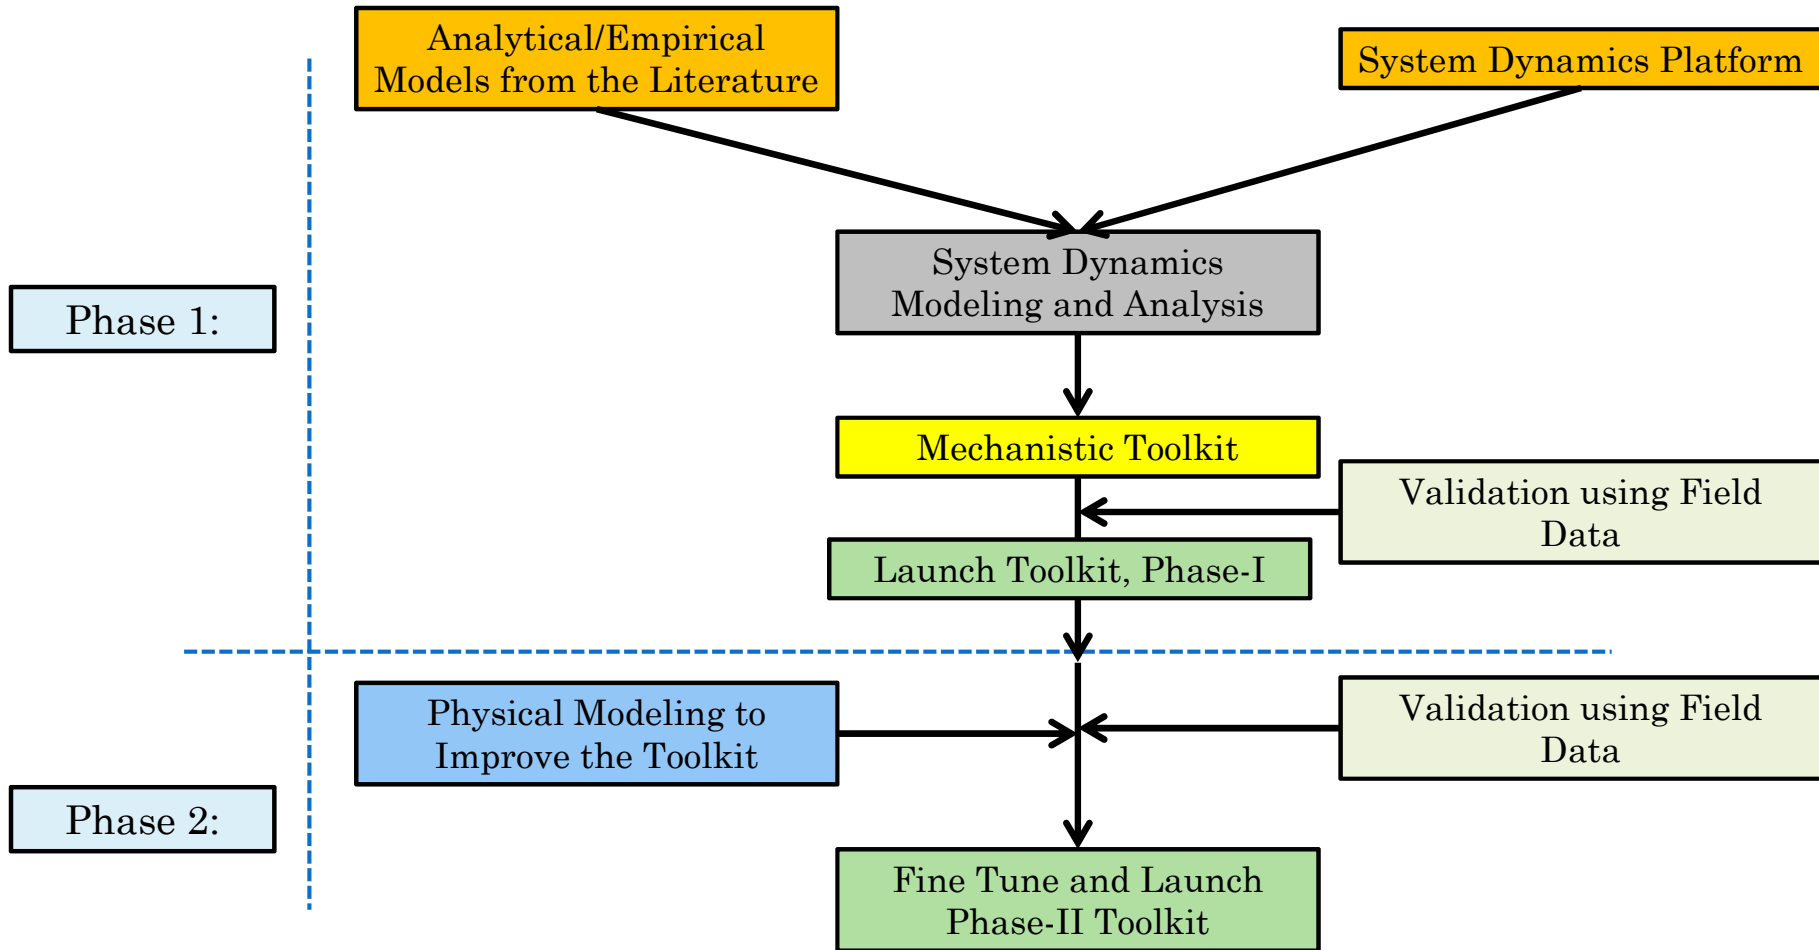 Analytical/Empirical
Models from the Literature
System Dynamics Platform
System Dynamics
Modeling and Analysis
Phase 1:
Mechanistic Toolkit
Validation using Field
Data
Launch Toolkit, Phase-I
Physical Modeling to
Improve the Toolkit
Validation using Field
Data
Phase 2:
Fine Tune and Launch
Phase-II Toolkit